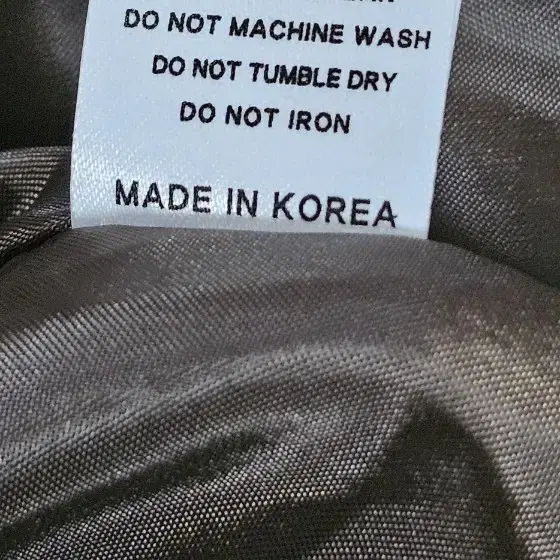 DO NOT MACHINE WASH
DO NOT TUMBLE DRY
DO NOT IRON
MADE IN KOREA